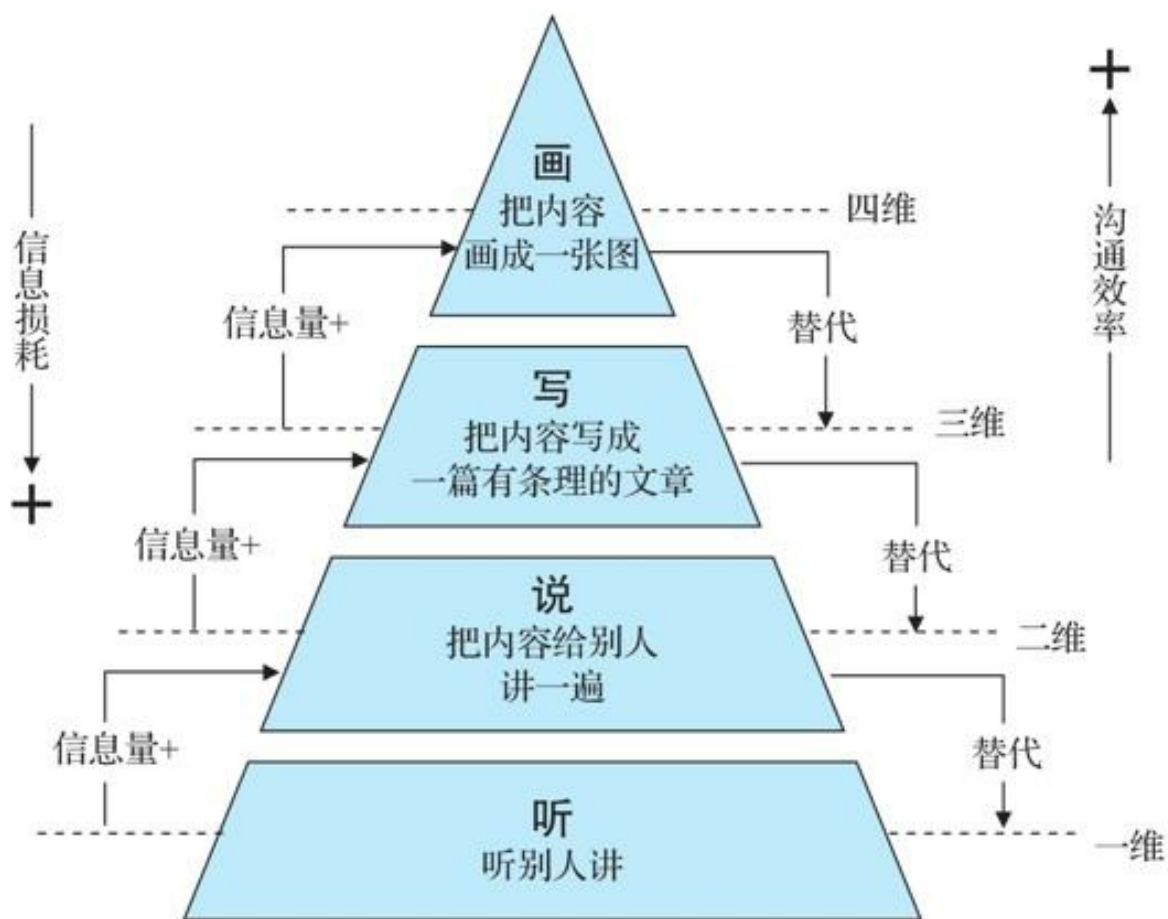 +
画
把内容
画成一张图
四维
信息损耗
沟通效率
信息量+
替代
写
把内容写成
一篇有条理的文章
三维
+
信息量+
替代
说
把内容给别人
讲一遍
二维
信息量+
替代
听
听别人讲
一维